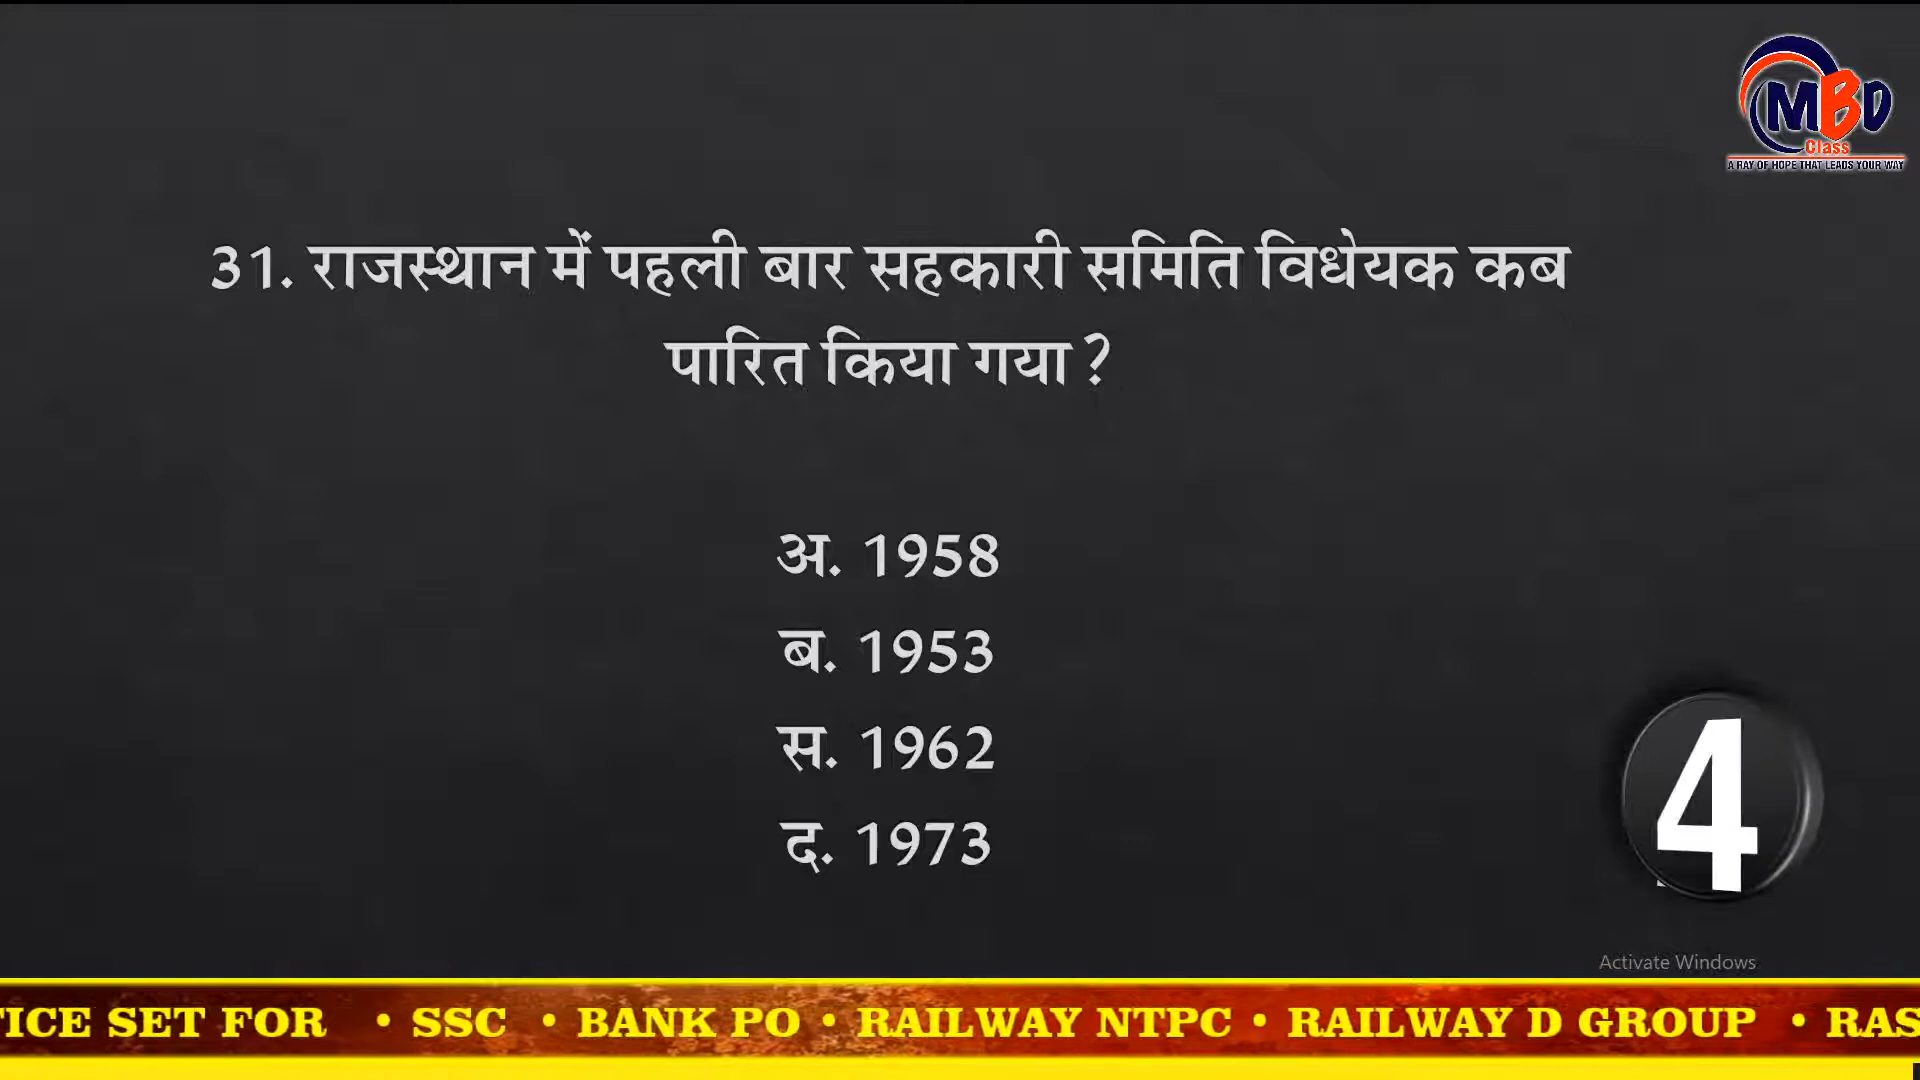 MBD
Class
A RAY OF HOPE THAT LEADS YOUR WAY
31. राजस्थान में पहली बार सहकारी समिति विधेयक कब
पारित किया गया ?
अ. 1958
ब. 1953
स. 1962
द. 1973
4
Activate Windows
TICE SET FOR • SSC • BANK PO • RAILWAY NTPC • RAILWAY D GROUP • RAS